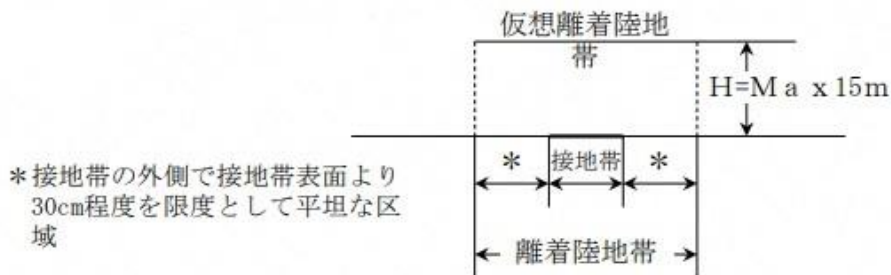 仮想離着陸地
帯
H=Ma x 15m
* 接地帯 *
*接地帯の外側で接地帯表面より
30cm程度を限度として平坦な区
域
離着陸地帯